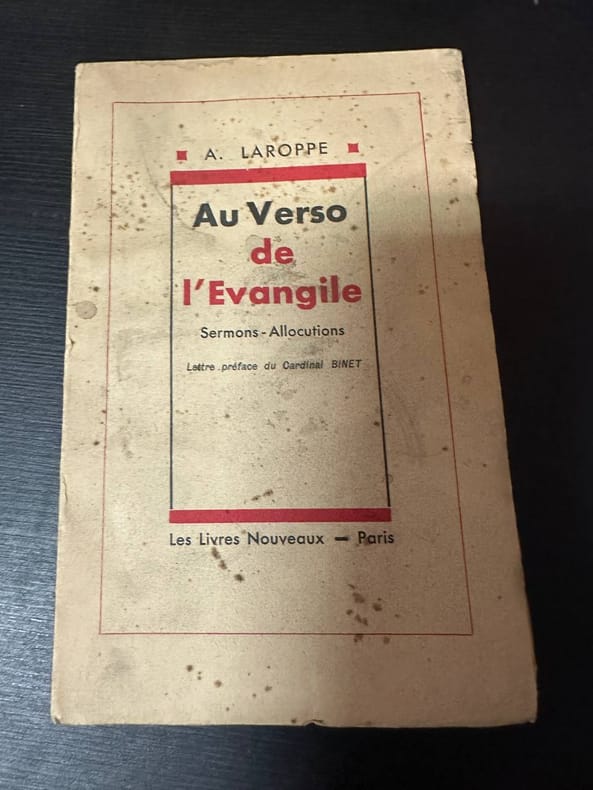 A. LAROPPE
Au Verso
de
l'Evangile
Sermons - Allocutions
Lettre préface du Cardinal BINET
Les Livres Nouveaux — Paris